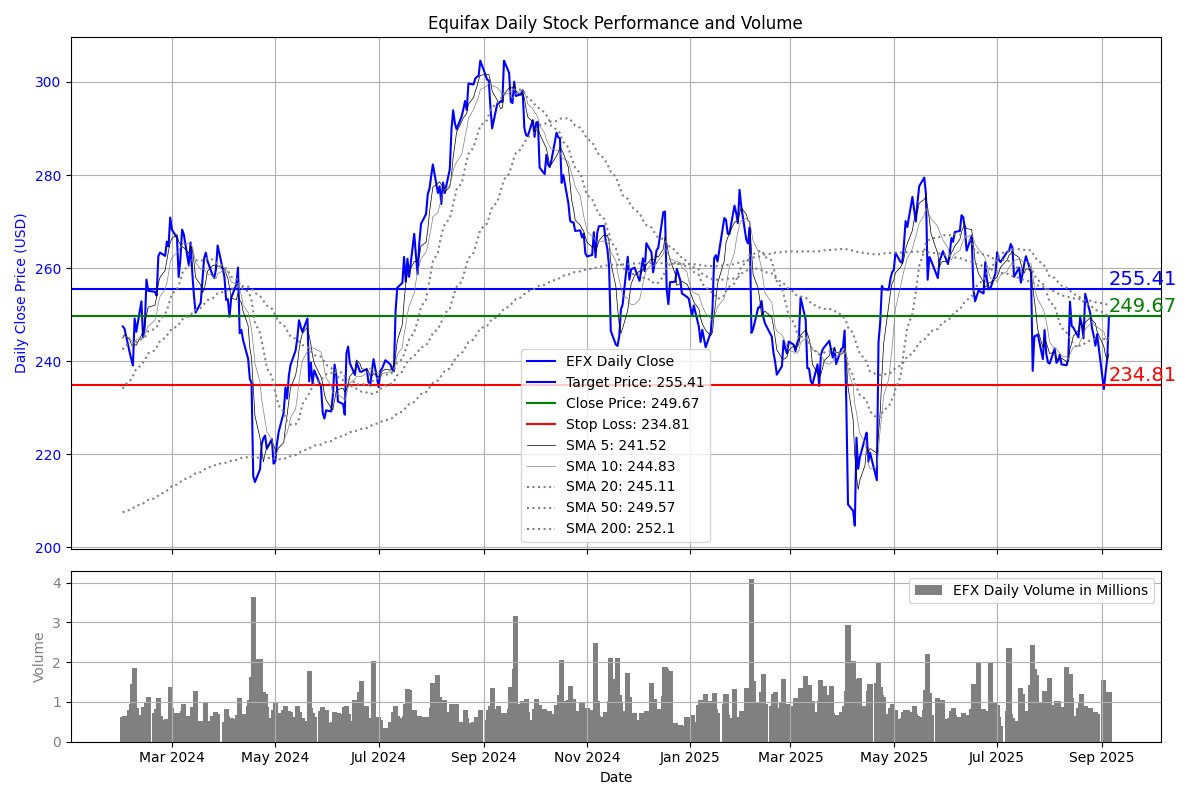 Equifax Daily Stock Performance and Volume
Daily Close Price (USD)
300
280
260
240
220
200
255.41
249.67
234.81
EFX Daily Close
Target Price: 255.41
Close Price: 249.67
Stop Loss: 234.81
SMA 5: 241.52
SMA 10: 244.83
SMA 20: 245.11
SMA 50: 249.57
SMA 200: 252.1
Volume
4
3
2
1
0
EFX Daily Volume in Millions
Mar 2024
May 2024
Jul 2024
Sep 2024
Nov 2024
Jan 2025
Mar 2025
May 2025
Jul 2025
Sep 2025
Date